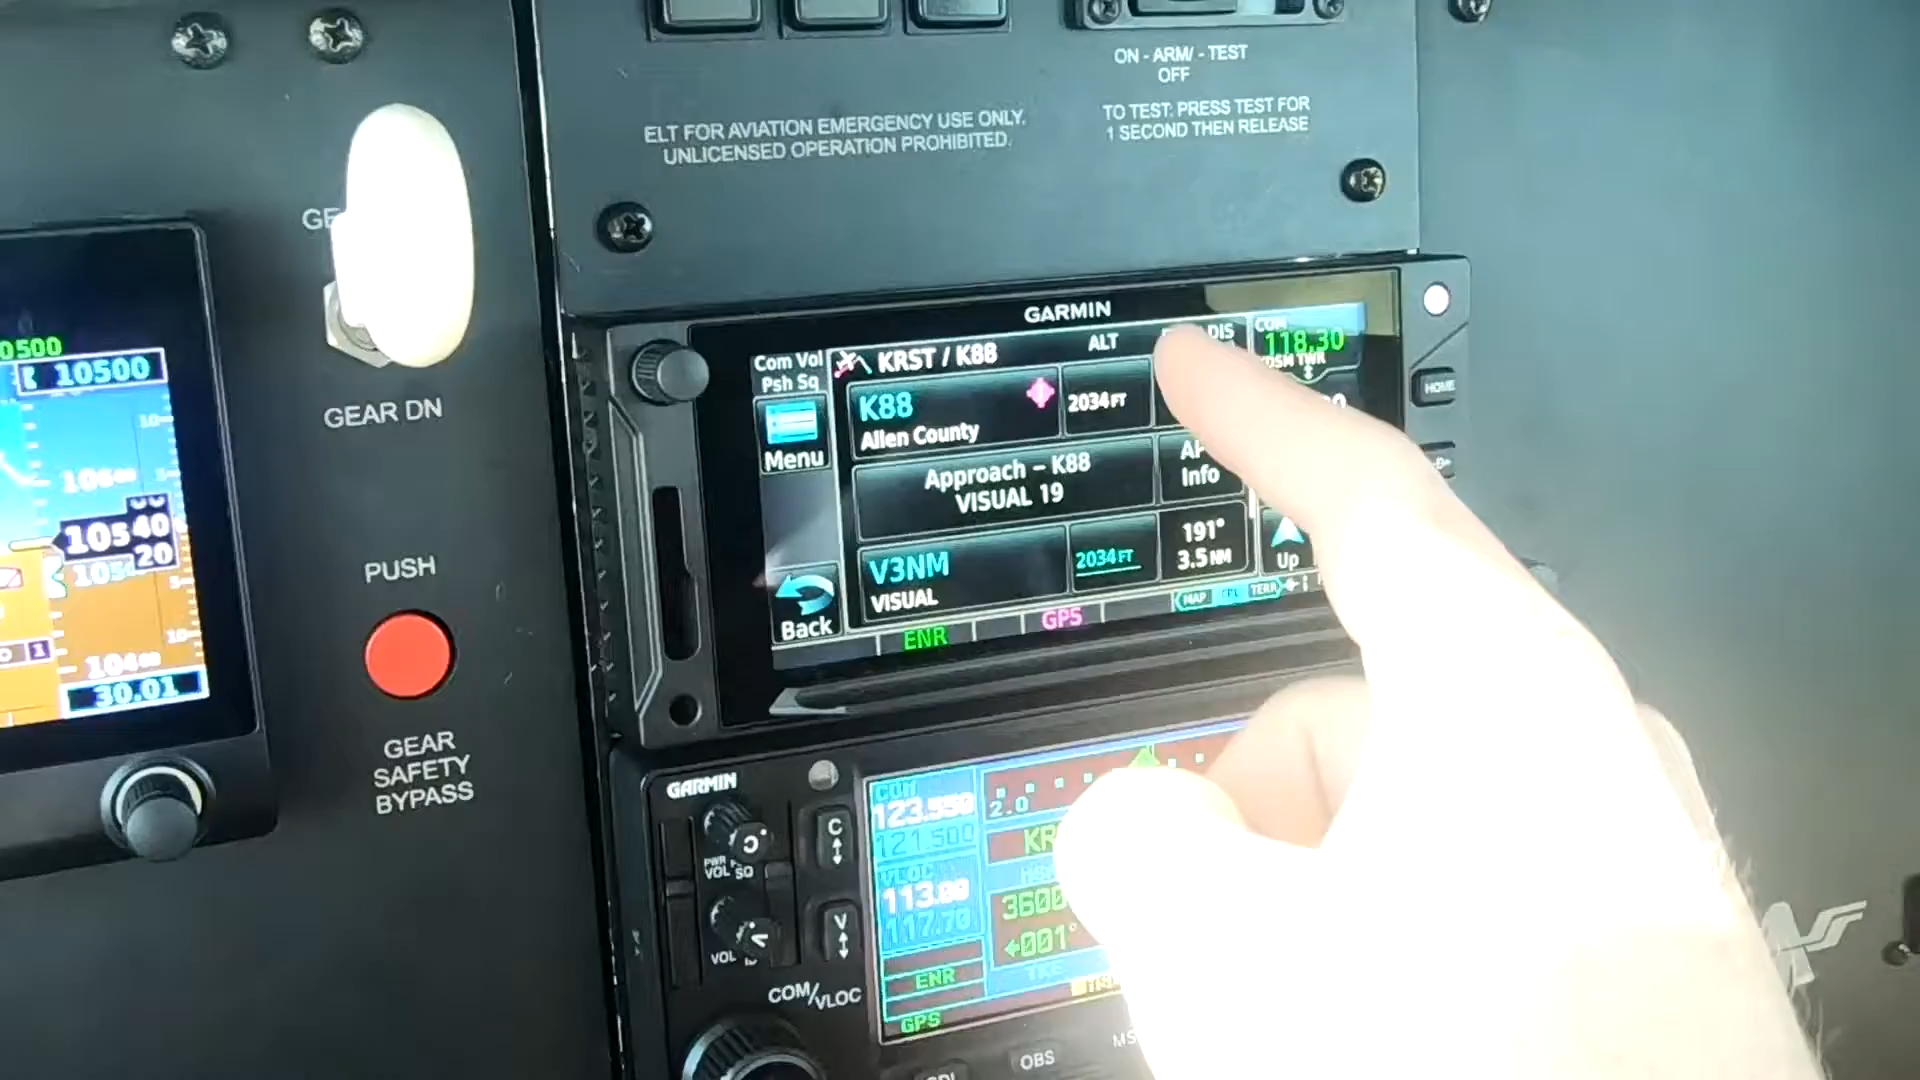 ON - ARM/ - TEST
OFF
TO TEST: PRESS TEST FOR
1 SECOND THEN RELEASE
ELT FOR AVIATION EMERGENCY USE ONLY.
UNLICENSED OPERATION PROHIBITED.
GEAR DN
PUSH
GEAR
SAFETY
BYPASS
10500
10540
20
30.01
GARMIN
Com Vol
Psh Sq
Menu
Back
KRST / K88
ALT
DIS
K88
Allen County
2034FT
Approach – K88
VISUAL 19
Info
V3NM
VISUAL
2034FT
191°
3.5NM
ENR
GPS
MAP
TERR
118.30
Up
HOME
GARMIN
C
PWR
VOL SQ
V
VOL
COM/VLOC
COM
123.550
121.500
VLOC
113.00
117.70
ENR
GPS
2.0
001°
TKE
OBS